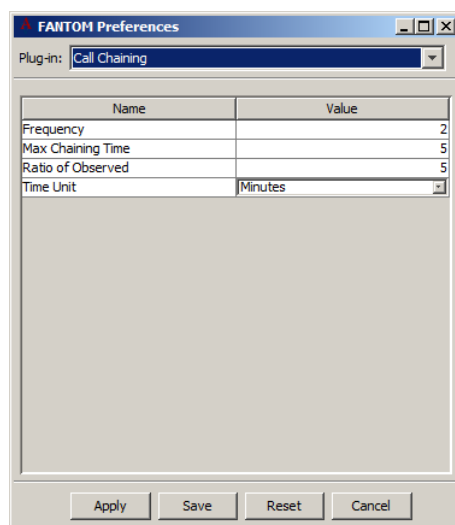 FANTOM Preferences
Plug-in: Call Chaining
Name Value
Frequency 2
Max Chaining Time 5
Ratio of Observed 5
Time Unit Minutes
Apply Save Reset Cancel